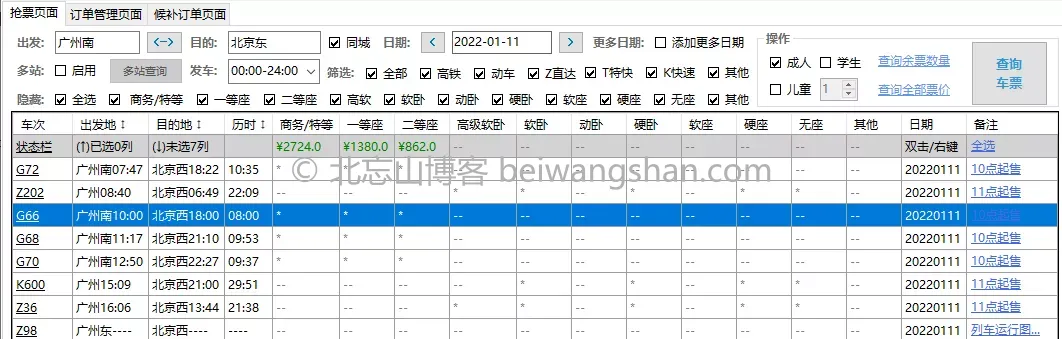 抢票页面 订单管理页面 候补订单页面
出发: 广州南 <-> 目的: 北京东 同城 日期: < 2022-01-11 > 更多日期: 添加更多日期 操作
成人 学生 查询余票数量
多站: 启用 多站查询 发车: 00:00-24:00 筛选: 全部 高铁 动车 Z直达 T特快 K快速 其他 查询车票
儿童 1 查询全部票价
隐藏: 全选 商务/特等 一等座 二等座 高软 软卧 动卧 硬卧 软座 硬座 无座 其他
车次 出发地↕ 目的地↕ 历时↕ 商务/特等 一等座 二等座 高级软卧 软卧 动卧 硬卧 软座 硬座 无座 其他 日期 备注
状态栏 (↑)已选0列 (↓)未选7列 ¥2724.0 ¥1380.0 ¥862.0 -- -- -- -- -- -- -- -- 双击/右键 全选
© 北忘山博客 beiwangshan.com
G72 广州南07:47 北京西18:22 10:35 * * * -- -- -- -- -- -- -- -- 20220111 10点起售
Z202 广州08:40 北京西06:49 22:09 -- -- -- * * -- * -- * * -- 20220111 11点起售
G66 广州南10:00 北京西18:00 08:00 * * * -- -- -- -- -- -- -- -- 20220111 10点起售
G68 广州南11:17 北京西21:10 09:53 * * * -- -- -- -- -- -- -- -- 20220111 10点起售
G70 广州南12:50 北京西22:27 09:37 * * * -- -- -- -- -- -- -- -- 20220111 10点起售
K600 广州15:09 北京西21:00 29:51 -- -- -- -- * -- * -- * * -- 20220111 11点起售
Z36 广州16:06 北京西13:44 21:38 -- -- -- * * -- * -- * * -- 20220111 11点起售
Z98 广州东---- 北京西---- ---- -- -- -- -- -- -- -- -- -- -- -- 20220111 列车运行图...